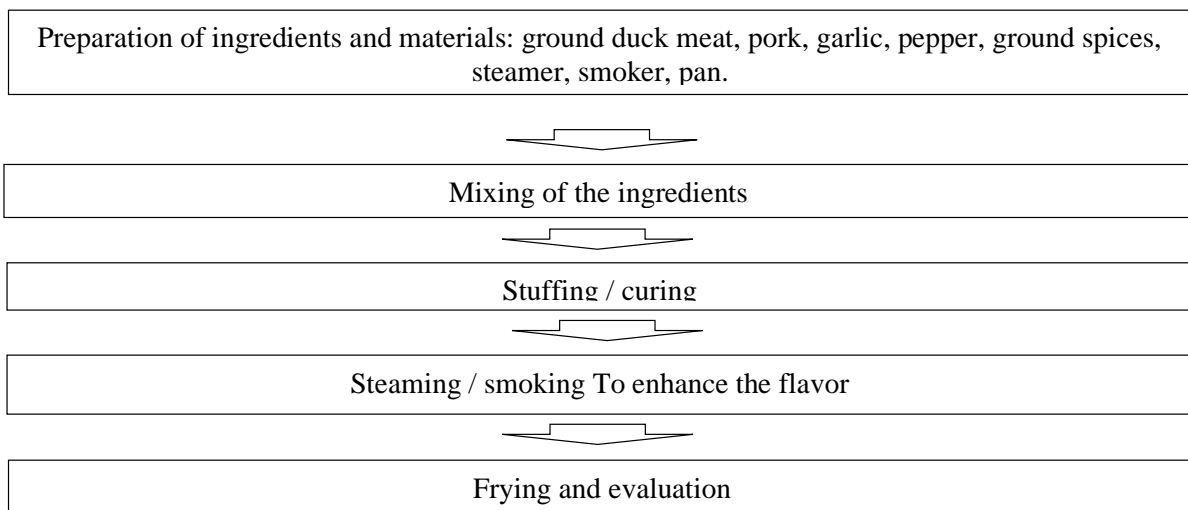 Preparation of ingredients and materials: ground duck meat, pork, garlic, pepper, ground spices,
steamer, smoker, pan.
Mixing of the ingredients
Stuffing / curing
Steaming / smoking To enhance the flavor
Frying and evaluation